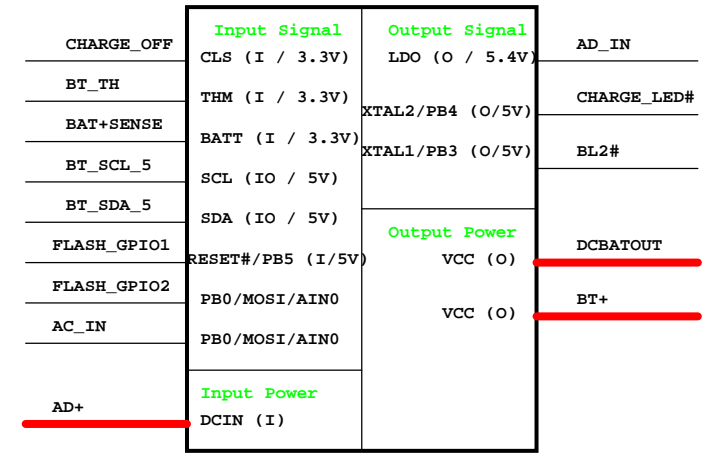 CHARGE_OFF
BT_TH
BAT+SENSE
BT_SCL_5
BT_SDA_5
FLASH_GPIO1
FLASH_GPIO2
AC_IN
AD+
Input Signal
CLS (I / 3.3V)
THM (I / 3.3V)
BATT (I / 3.3V)
SCL (IO / 5V)
SDA (IO / 5V)
RESET#/PB5 (I/5V)
PB0/MOSI/AIN0
PB0/MOSI/AIN0
Input Power
DCIN (I)
Output Signal
LDO (O / 5.4V)
XTAL2/PB4 (O/5V)
XTAL1/PB3 (O/5V)
Output Power
VCC (O)
VCC (O)
AD_IN
CHARGE_LED#
BL2#
DCBATOUT
BT+